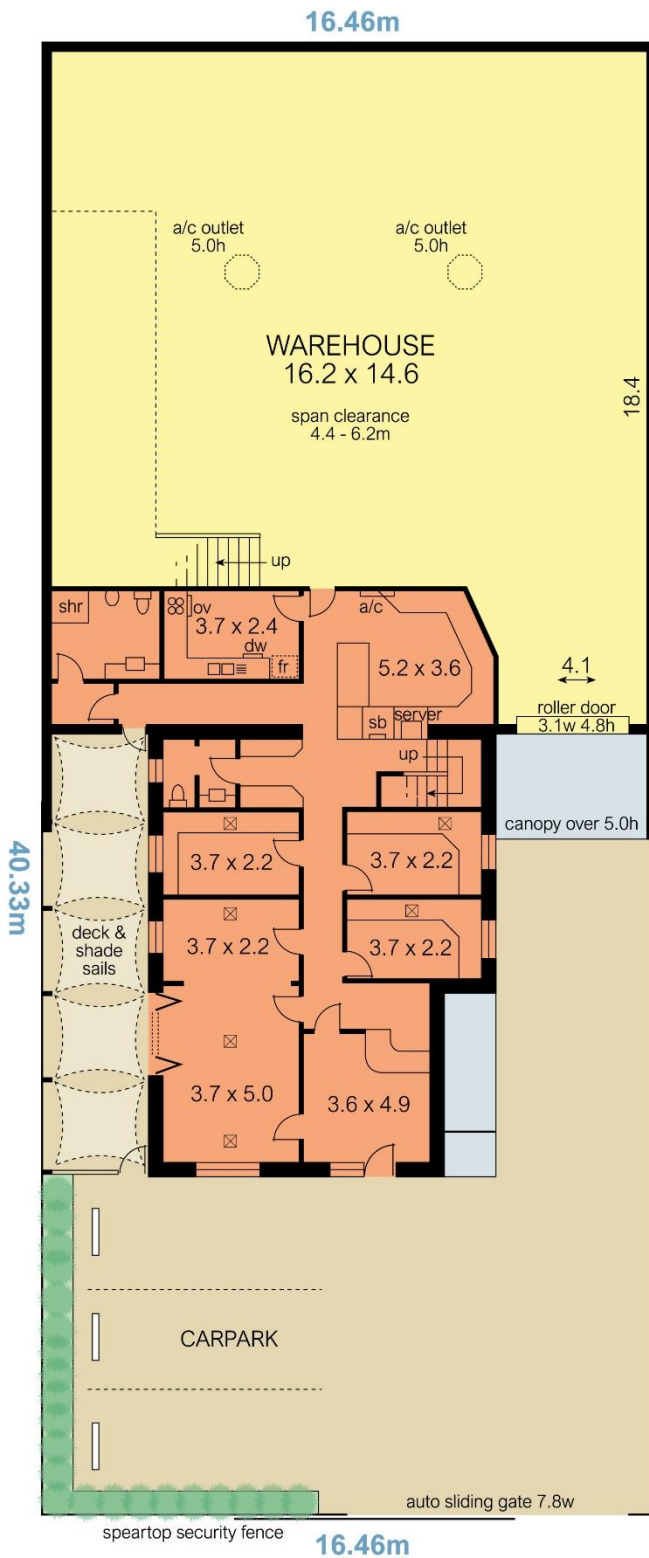 16.46m
a/c outlet
5.0h
a/c outlet
5.0h
WAREHOUSE
16.2 x 14.6
span clearance
4.4 - 6.2m
18.4
up
shr
ov
3.7 x 2.4
dw
fr
a/c
5.2 x 3.6
sb
server
4.1
roller door
3.1w 4.8h
up
canopy over 5.0h
3.7 x 2.2
3.7 x 2.2
40.33m
deck &
shade
sails
3.7 x 2.2
3.7 x 2.2
3.7 x 5.0
3.6 x 4.9
CARPARK
auto sliding gate 7.8w
speartop security fence
16.46m